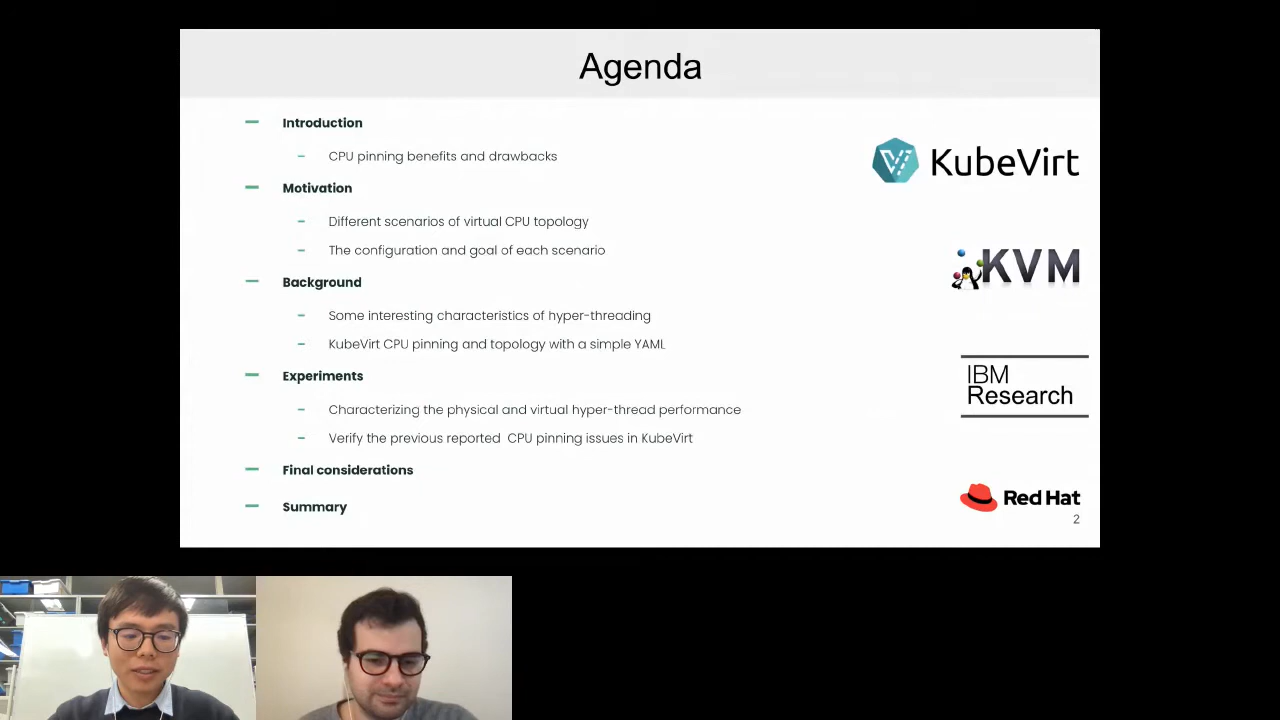 Agenda
Introduction
CPU pinning benefits and drawbacks
Motivation
Different scenarios of virtual CPU topology
The configuration and goal of each scenario
Background
Some interesting characteristics of hyper-threading
KubeVirt CPU pinning and topology with a simple YAML
Experiments
Characterizing the physical and virtual hyper-thread performance
Verify the previous reported CPU pinning issues in KubeVirt
Final considerations
Summary
KubeVirt
KVM
IBM
Research
Red Hat
2